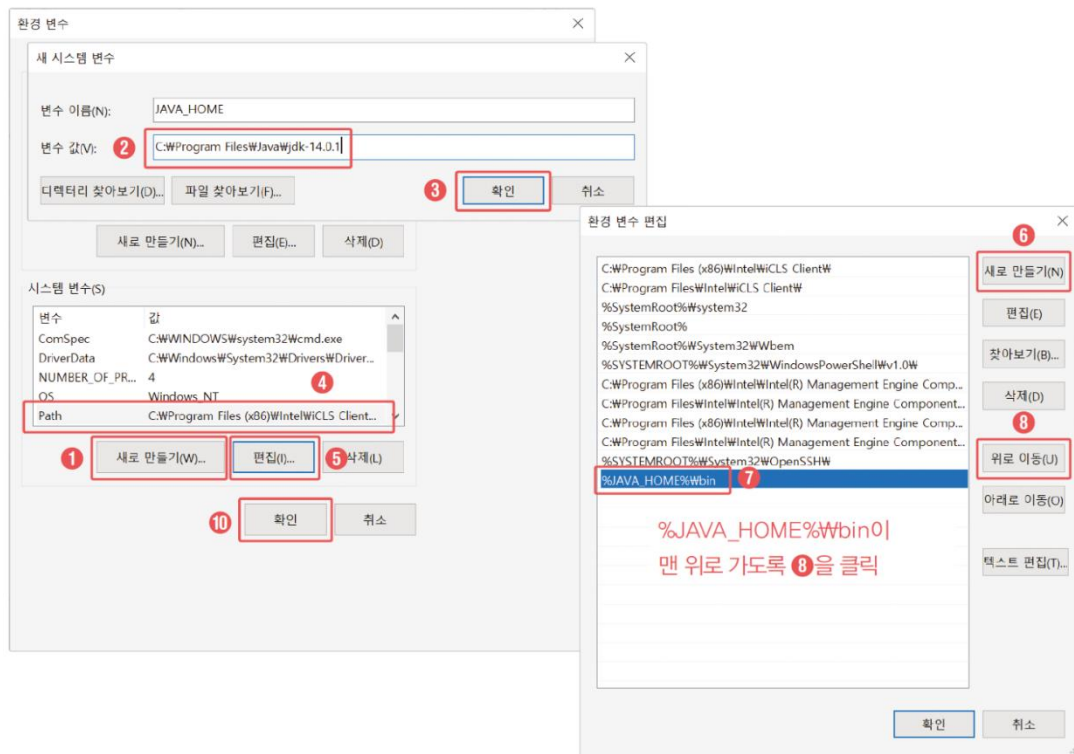 환경 변수
새 시스템 변수
변수 이름(N):
JAVA_HOME
변수 값(V):
❷
C:₩Program Files₩Java₩jdk-14.0.1
디렉터리 찾아보기(D)...
파일 찾아보기(F)...
❸
확인
취소
새로 만들기(N)...
편집(E)...
삭제(D)
시스템 변수(S)
변수 값
ComSpec C:₩WINDOWS₩system32₩cmd.exe
DriverData C:₩Windows₩System32₩Drivers₩Driver...
NUMBER_OF_PR... 4
❹
OS Windows_NT
Path C:₩Program Files (x86)₩Intel₩iCLS Client...
❶
새로 만들기(W)...
편집(I)...
❺
삭제(L)
❿
확인
취소
환경 변수 편집
❻
C:₩Program Files (x86)₩Intel₩iCLS Client₩
C:₩Program Files₩Intel₩iCLS Client₩
%SystemRoot%₩system32
%SystemRoot%
%SystemRoot%₩System32₩Wbem
%SYSTEMROOT%₩System32₩WindowsPowerShell₩v1.0₩
C:₩Program Files (x86)₩Intel₩Intel(R) Management Engine Comp...
C:₩Program Files₩Intel₩Intel(R) Management Engine Component...
C:₩Program Files (x86)₩Intel₩Intel(R) Management Engine Comp...
C:₩Program Files₩Intel₩Intel(R) Management Engine Component...
%SYSTEMROOT%₩System32₩OpenSSH₩
%JAVA_HOME%₩bin
❼
%JAVA_HOME%₩bin이
맨 위로 가도록 ❽을 클릭
새로 만들기(N)
편집(E)
찾아보기(B)...
삭제(D)
❽
위로 이동(U)
아래로 이동(O)
텍스트 편집(T)...
확인
취소